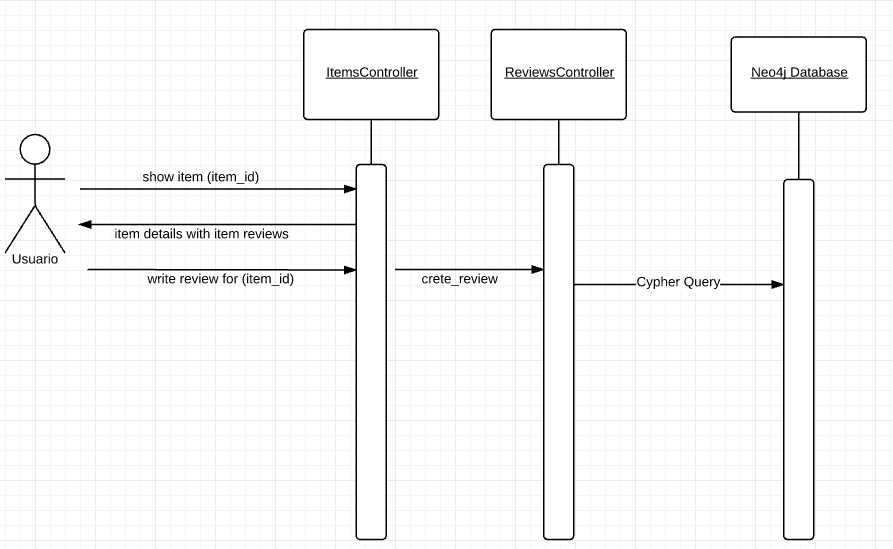 ItemsController
ReviewsController
Neo4j Database
show item (item_id)
item details with item reviews
Usuario
write review for (item_id)
crete_review
Cypher Query